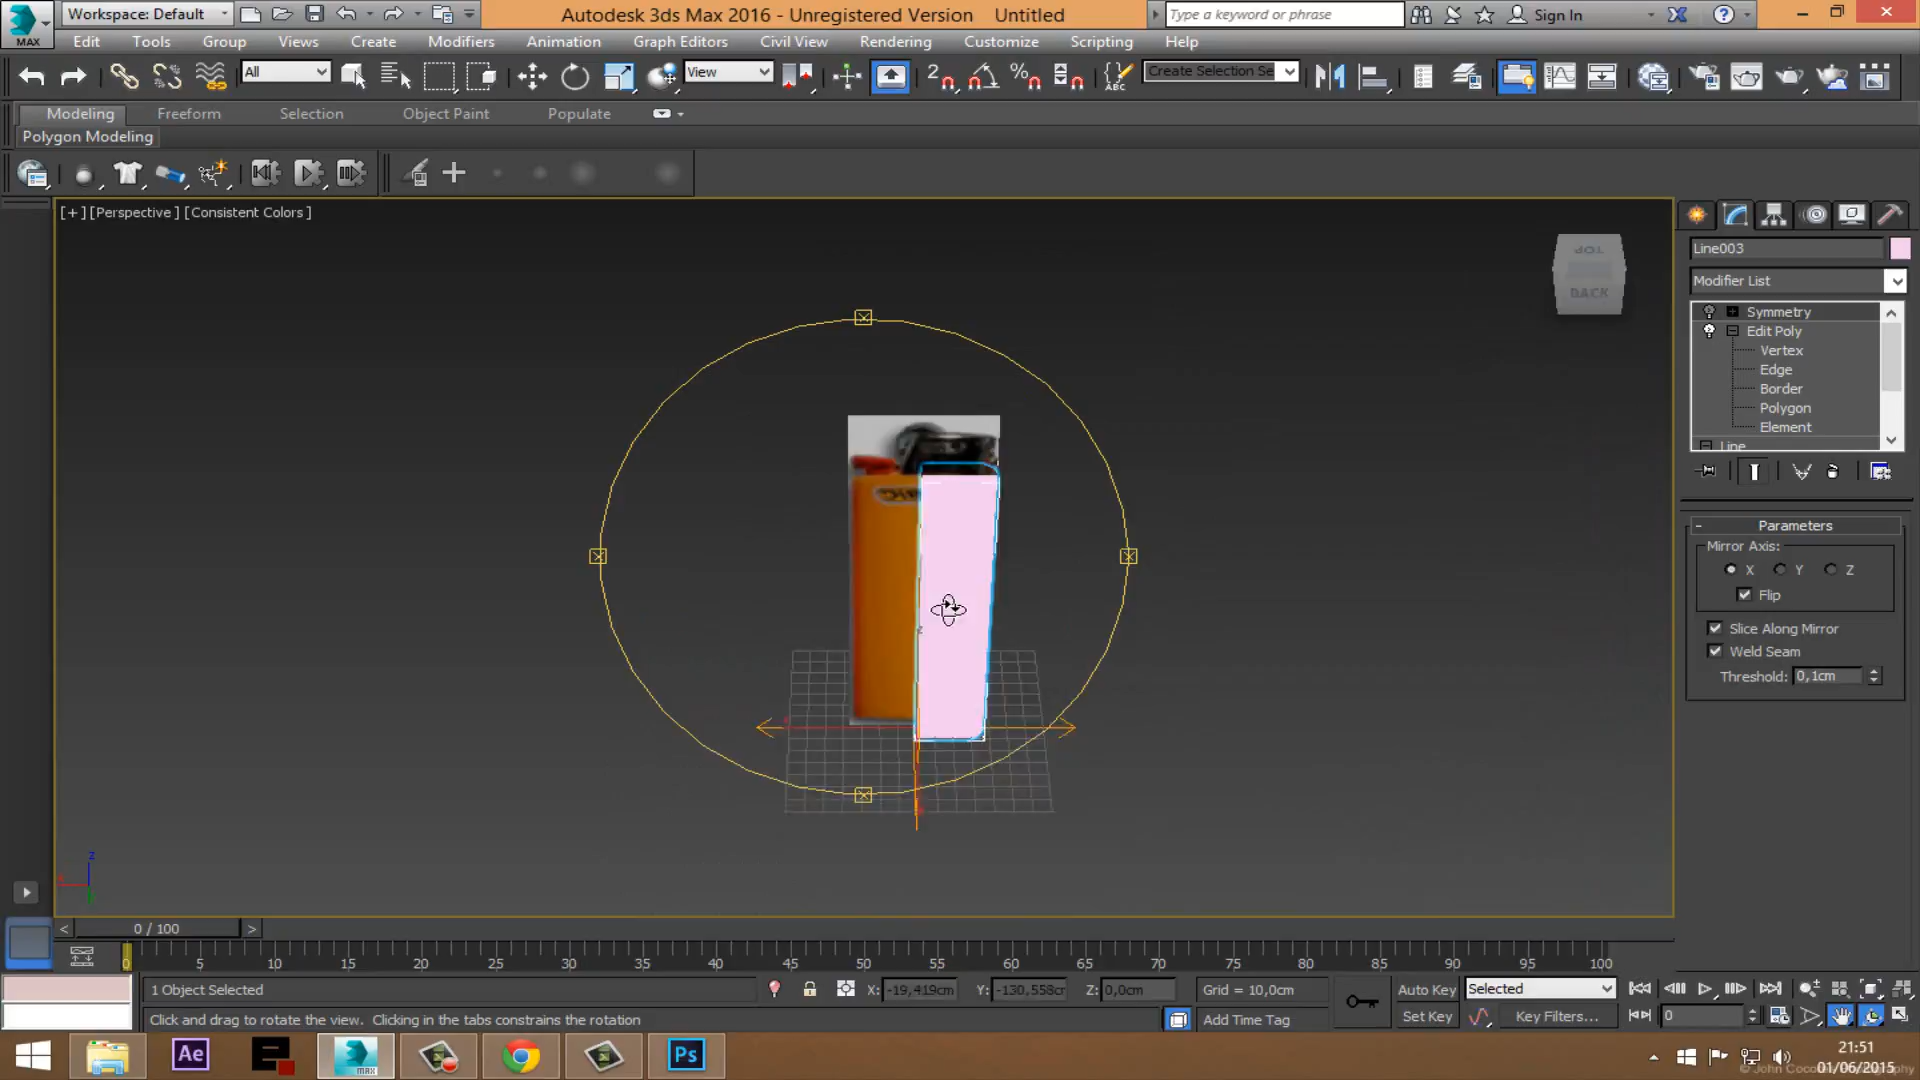 Workspace: Default
Autodesk 3ds Max 2016 - Unregistered Version Untitled
Type a keyword or phrase
Sign In
MAX
Edit Tools Group Views Create Modifiers Animation Graph Editors Civil View Rendering Customize Scripting Help
All
View
Create Selection Se
Modeling Freeform Selection Object Paint Populate
Polygon Modeling
[+] [Perspective ] [Consistent Colors ]
TOP
BACK
Line003
Modifier List
Symmetry
Edit Poly
Vertex
Edge
Border
Polygon
Element
Line
Parameters
Mirror Axis:
X Y Z
Flip
Slice Along Mirror
Weld Seam
Threshold: 0,1cm
z
0 / 100
0 5 10 15 20 25 30 35 40 45 50 55 60 65 70 75 80 85 90 95 100
1 Object Selected
X: -19,419cm Y: -130,558cr Z: 0,0cm Grid = 10,0cm
Auto Key Selected
Click and drag to rotate the view. Clicking in the tabs constrains the rotation
Add Time Tag
Set Key Key Filters... 0
Ae
MAX
Ps
21:51
01/06/2015